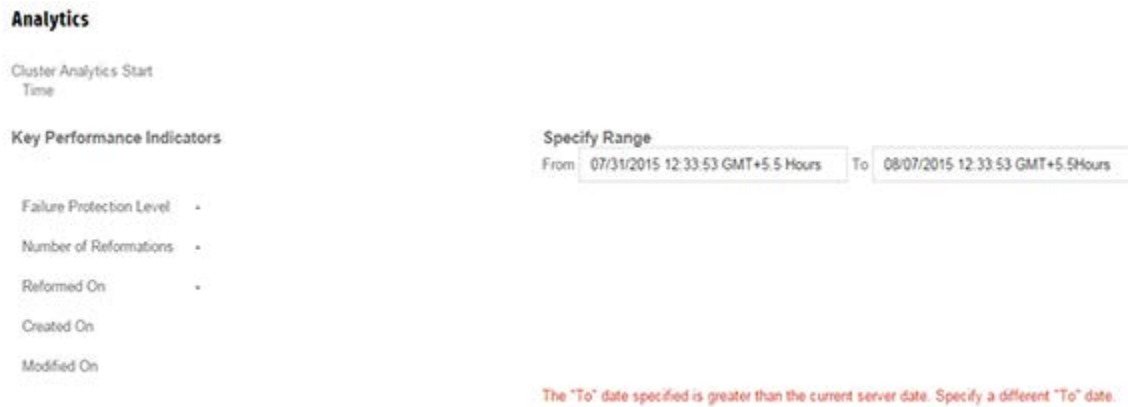 Analytics
Cluster Analytics Start
Time
Key Performance Indicators
Specify Range
From 07/31/2015 12:33:53 GMT+5.5 Hours To 08/07/2015 12:33:53 GMT+5.5Hours
Failure Protection Level -
Number of Reformations -
Reformed On -
Created On
Modified On
The "To" date specified is greater than the current server date. Specify a different "To" date.